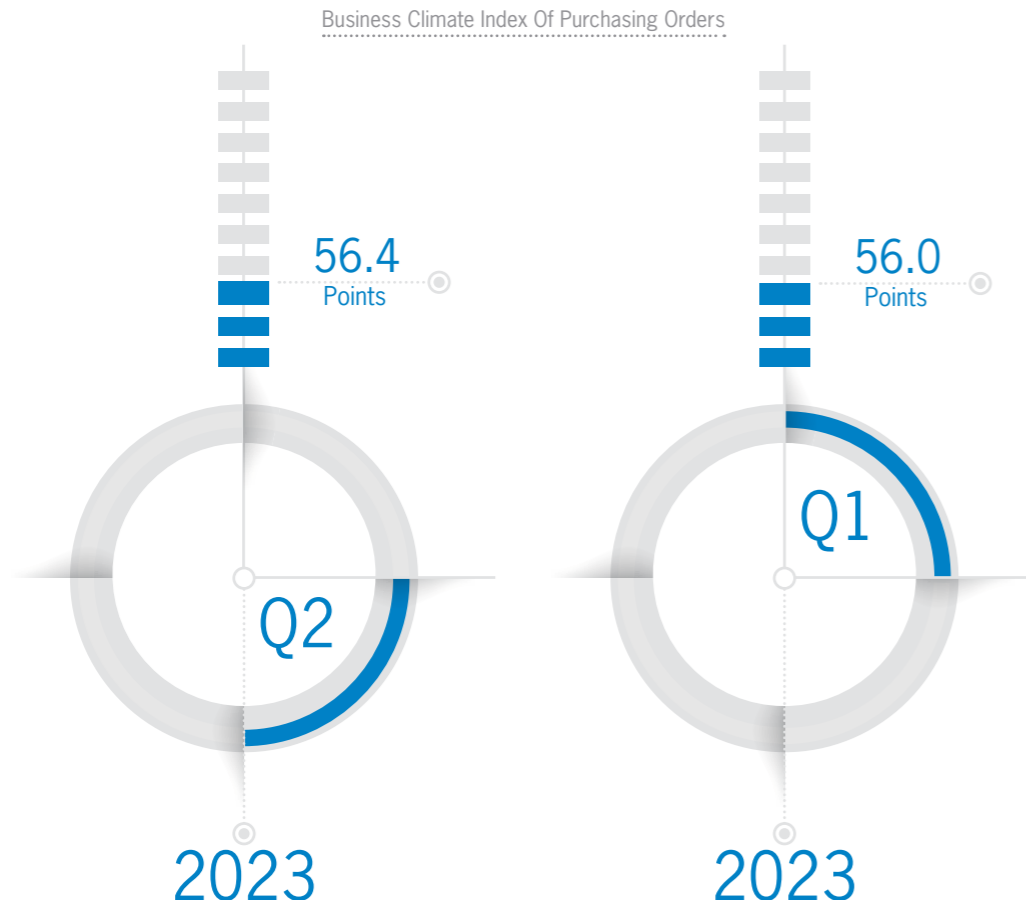 Business Climate Index Of Purchasing Orders
56.4
Points
56.0
Points
Q2
Q1
2023
2023